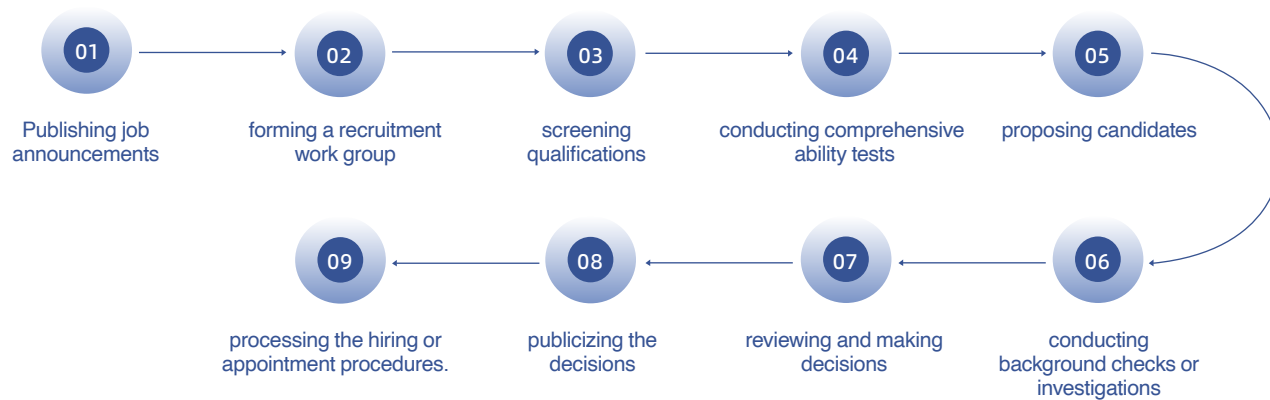 01
Publishing job
announcements
02
forming a recruitment
work group
03
screening
qualifications
04
conducting comprehensive
ability tests
05
proposing candidates
06
conducting
background checks or
investigations
07
reviewing and making
decisions
08
publicizing the
decisions
09
processing the hiring or
appointment procedures.